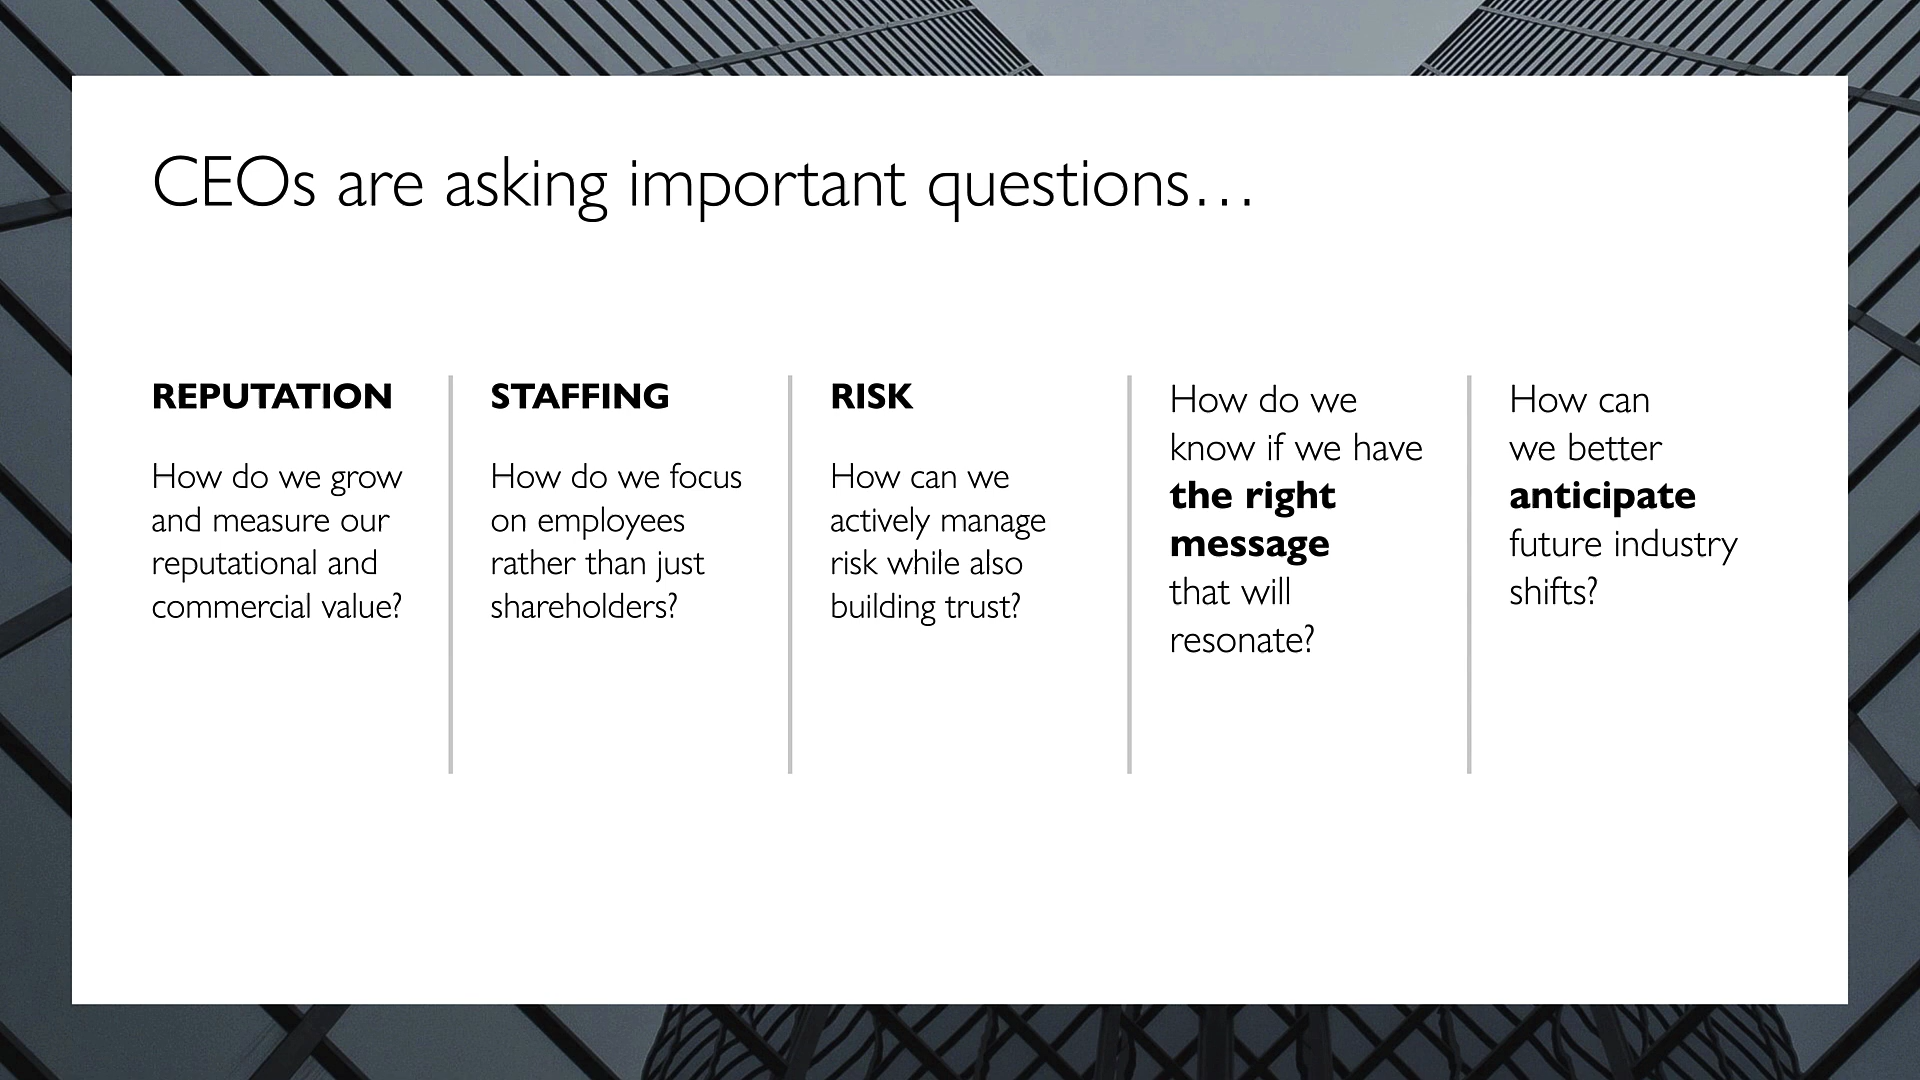 CEOs are asking important questions…
REPUTATION
How do we grow
and measure our
reputational and
commercial value?
STAFFING
How do we focus
on employees
rather than just
shareholders?
RISK
How can we
actively manage
risk while also
building trust?
How do we
know if we have
the right
message
that will
resonate?
How can
we better
anticipate
future industry
shifts?